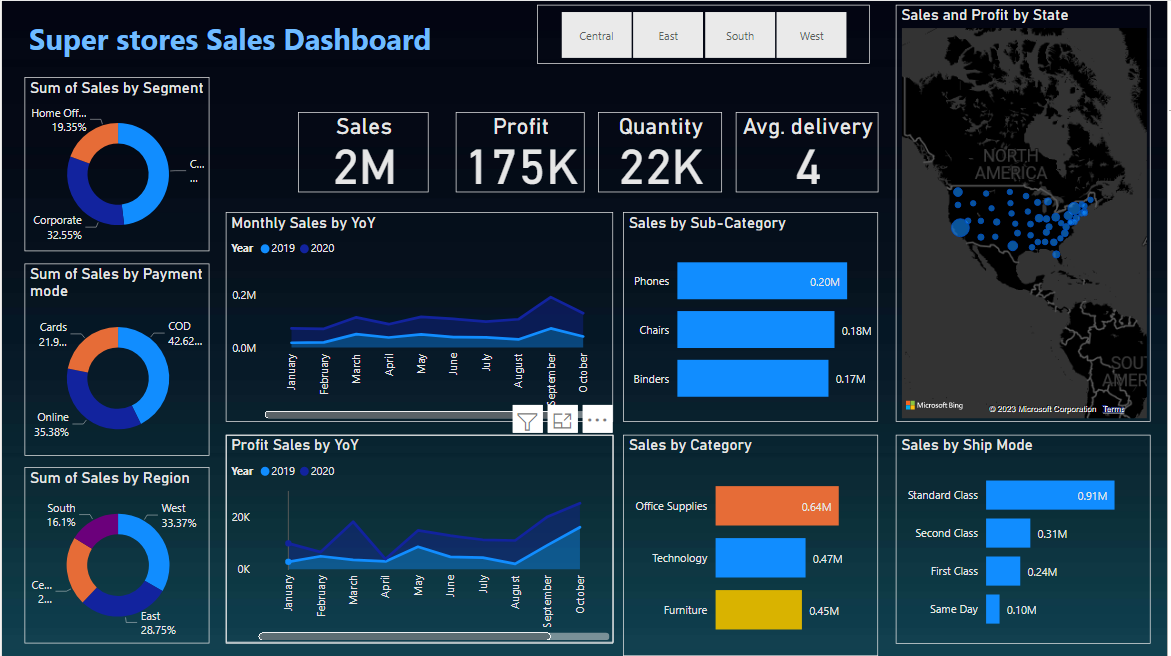 Super stores Sales Dashboard
Central
East
South
West
Sales and Profit by State
NORTH
AMERICA
SOU
AMER
Microsoft Bing
© 2023 Microsoft Corporation Terms
Sum of Sales by Segment
Home Off...
19.35%
C...
...
Corporate
32.55%
Sales
2M
Profit
175K
Quantity
22K
Avg. delivery
4
Monthly Sales by YoY
Year 2019 2020
0.2M
0.0M
January
February
March
April
May
June
July
August
September
October
Sales by Sub-Category
Phones
0.20M
Chairs
0.18M
Binders
0.17M
Sum of Sales by Payment
mode
Cards
21.9...
COD
42.62...
Online
35.38%
Profit Sales by YoY
Year 2019 2020
20K
0K
January
February
March
April
May
June
July
August
September
October
Sales by Category
Office Supplies
0.64M
Technology
0.47M
Furniture
0.45M
Sales by Ship Mode
Standard Class
0.91M
Second Class
0.31M
First Class
0.24M
Same Day
0.10M
Sum of Sales by Region
South
16.1%
West
33.37%
Ce...
2...
East
28.75%